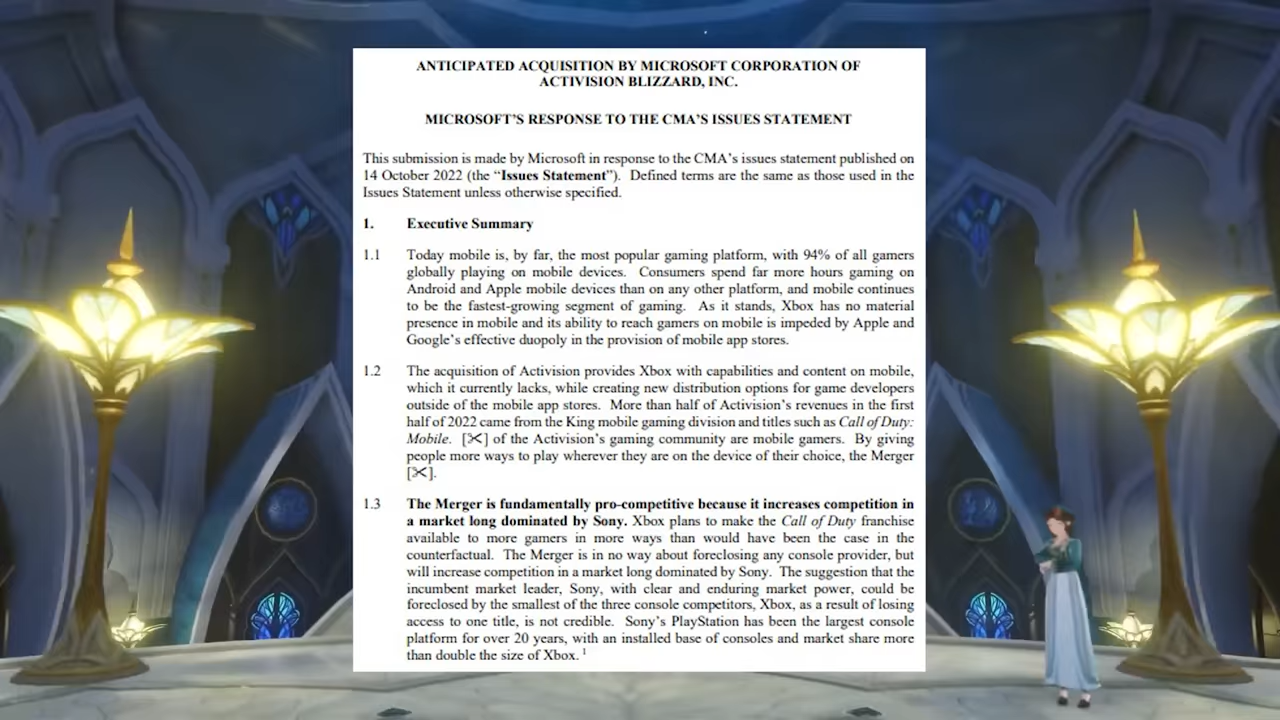 ANTICIPATED ACQUISITION BY MICROSOFT CORPORATION OF
ACTIVISION BLIZZARD, INC.
MICROSOFT'S RESPONSE TO THE CMA'S ISSUES STATEMENT
This submission is made by Microsoft in response to the CMA's issues statement published on
14 October 2022 (the “Issues Statement”). Defined terms are the same as those used in the
Issues Statement unless otherwise specified.
1. Executive Summary
1.1 Today mobile is, by far, the most popular gaming platform, with 94% of all gamers
globally playing on mobile devices. Consumers spend far more hours gaming on
Android and Apple mobile devices than on any other platform, and mobile continues
to be the fastest-growing segment of gaming. As it stands, Xbox has no material
presence in mobile and its ability to reach gamers on mobile is impeded by Apple and
Google's effective duopoly in the provision of mobile app stores.
1.2 The acquisition of Activision provides Xbox with capabilities and content on mobile,
which it currently lacks, while creating new distribution options for game developers
outside of the mobile app stores. More than half of Activision's revenues in the first
half of 2022 came from the King mobile gaming division and titles such as Call of Duty:
Mobile. [✂] of the Activision's gaming community are mobile gamers. By giving
people more ways to play wherever they are on the device of their choice, the Merger
[✂].
1.3 The Merger is fundamentally pro-competitive because it increases competition in
a market long dominated by Sony. Xbox plans to make the Call of Duty franchise
available to more gamers in more ways than would have been the case in the
counterfactual. The Merger is in no way about foreclosing any console provider, but
will increase competition in a market long dominated by Sony. The suggestion that the
incumbent market leader, Sony, with clear and enduring market power, could be
foreclosed by the smallest of the three console competitors, Xbox, as a result of losing
access to one title, is not credible. Sony's PlayStation has been the largest console
platform for over 20 years, with an installed base of consoles and market share more
than double the size of Xbox. 1